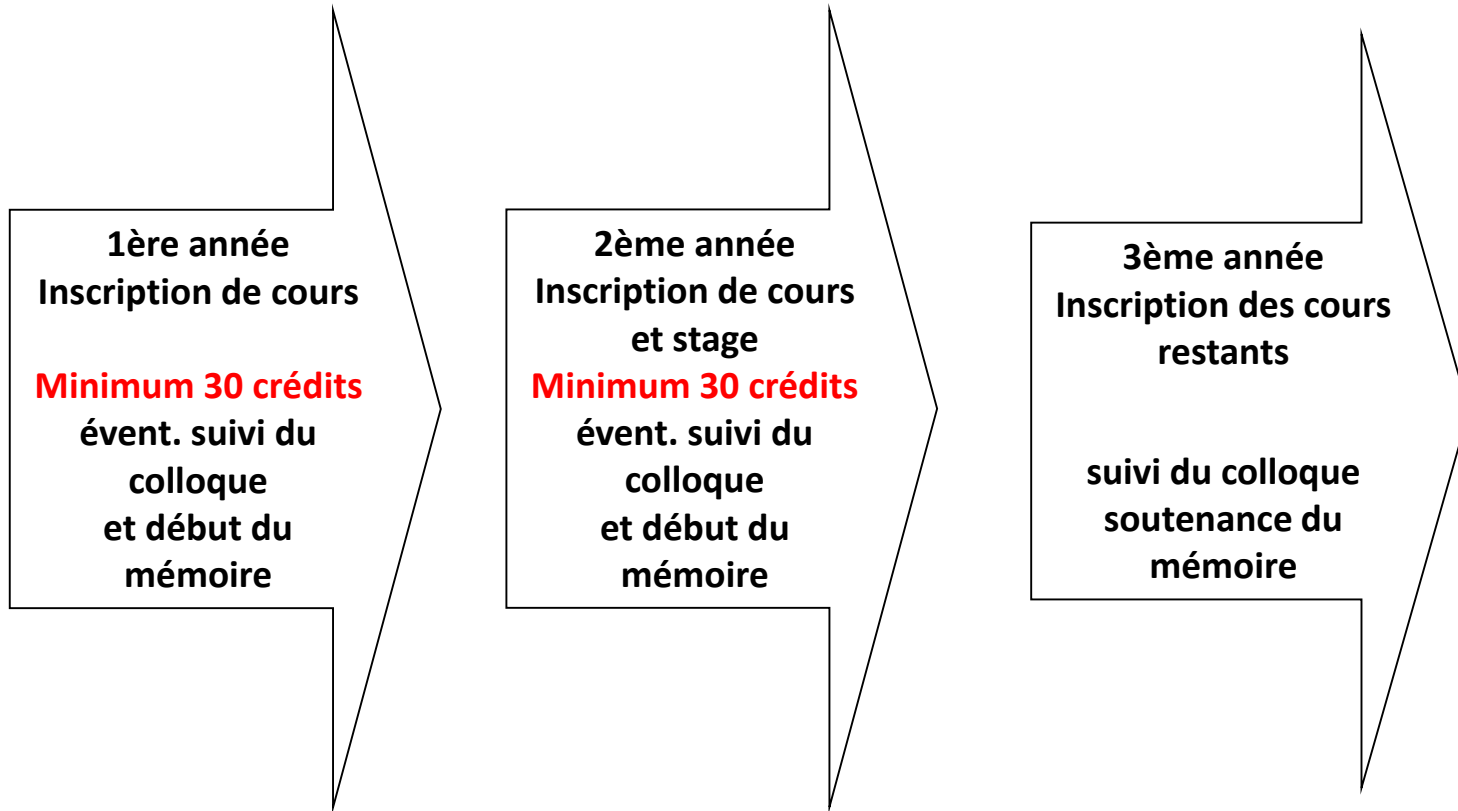 1ère année
Inscription de cours
Minimum 30 crédits
évent. suivi du
colloque
et début du
mémoire
2ème année
Inscription de cours
et stage
Minimum 30 crédits
évent. suivi du
colloque
et début du
mémoire
3ème année
Inscription des cours
restants
suivi du colloque
soutenance du
mémoire